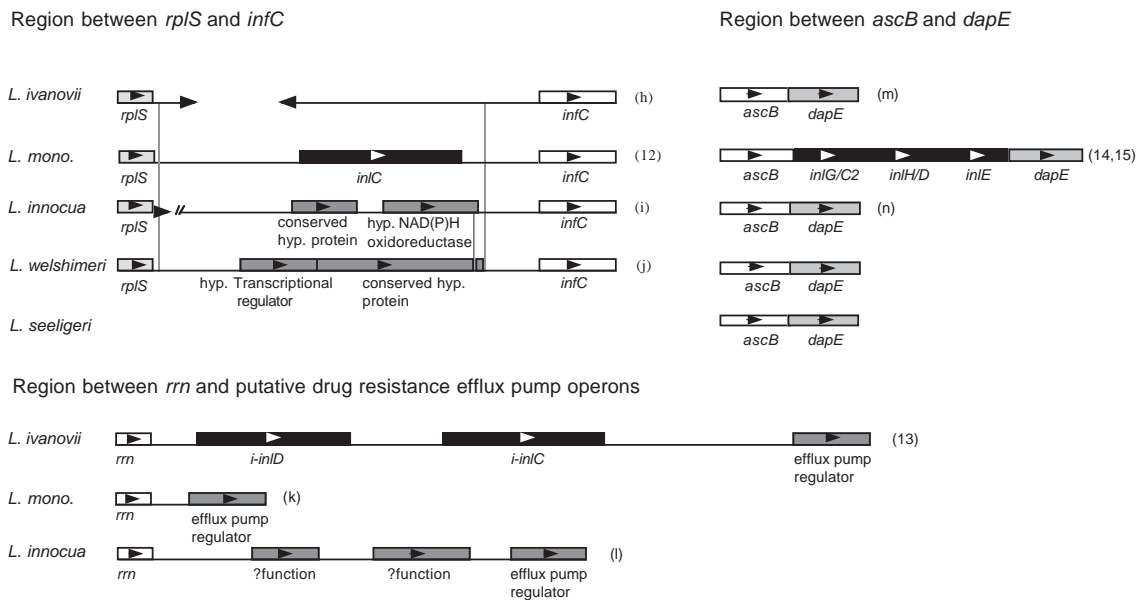 Region between rplS and infC
L. ivanovii
rplS
infC
(h)
L. mono.
rplS
inlC
infC
(12)
L. innocua
rplS
conserved
hyp. protein
hyp. NAD(P)H
oxidoreductase
infC
(i)
L. welshimeri
rplS
hyp. Transcriptional
regulator
conserved hyp.
protein
infC
(j)
L. seeligeri
Region between ascB and dapE
ascB dapE
(m)
ascB inlG/C2 inlH/D inlE dapE
(14,15)
ascB dapE
(n)
ascB dapE
ascB dapE
Region between rrn and putative drug resistance efflux pump operons
L. ivanovii
rrn
i-inlD
i-inlC
efflux pump
regulator
(13)
L. mono.
rrn
efflux pump
regulator
(k)
L. innocua
rrn
?function
?function
efflux pump
regulator
(l)